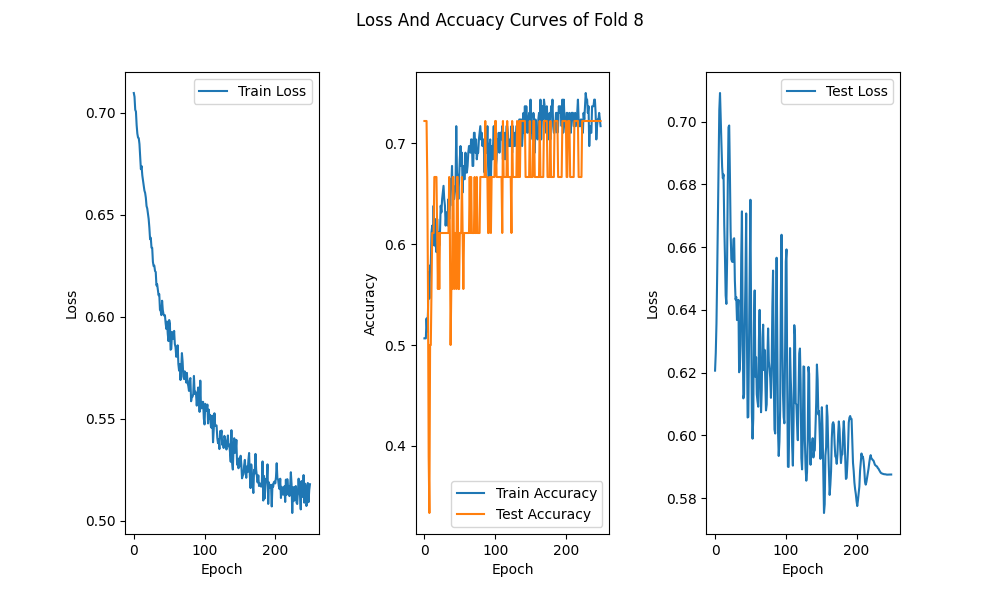 Loss And Accuacy Curves of Fold 8
Train Loss
0.70
0.65
0.60
0.55
0.50
Loss
0
100
200
Epoch
0.7
0.6
0.5
0.4
Accuracy
Train Accuracy
Test Accuracy
0
100
200
Epoch
Test Loss
0.70
0.68
0.66
0.64
0.62
0.60
0.58
Loss
0
100
200
Epoch